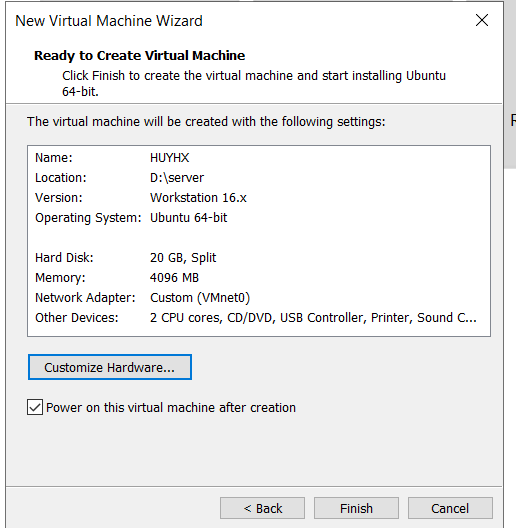 New Virtual Machine Wizard
Ready to Create Virtual Machine
Click Finish to create the virtual machine and start installing Ubuntu
64-bit.
The virtual machine will be created with the following settings:
Name: HUYHX
Location: D:\server
Version: Workstation 16.x
Operating System: Ubuntu 64-bit
Hard Disk: 20 GB, Split
Memory: 4096 MB
Network Adapter: Custom (VMnet0)
Other Devices: 2 CPU cores, CD/DVD, USB Controller, Printer, Sound C...
Customize Hardware...
Power on this virtual machine after creation
< Back Finish Cancel